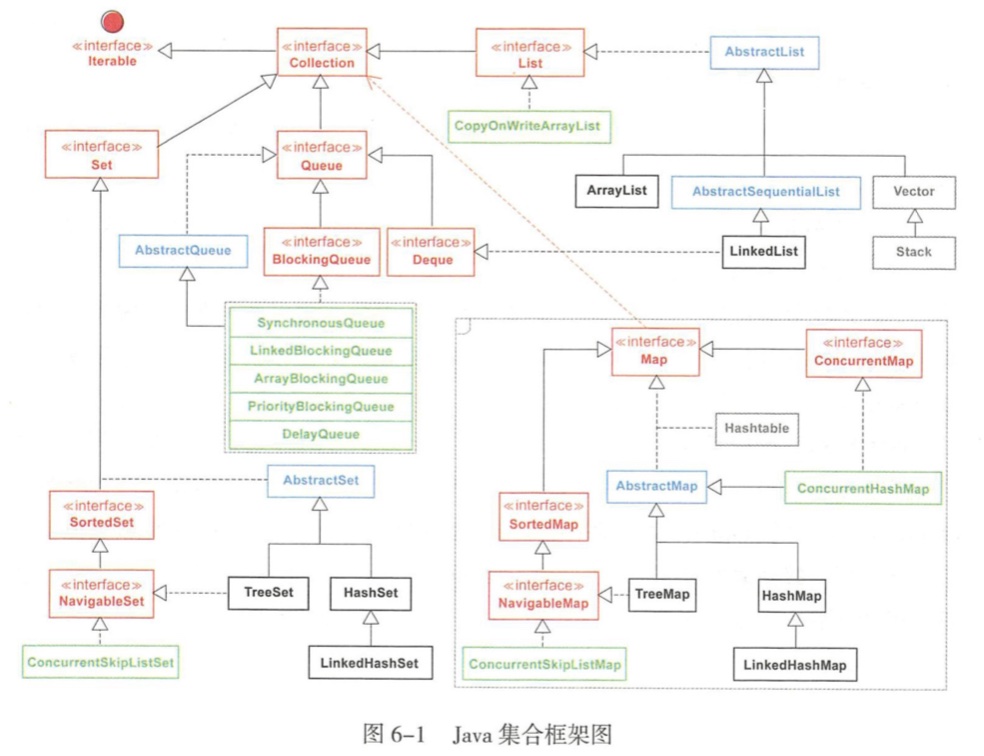 «interface»
Iterable
«interface»
Collection
«interface»
List
AbstractList
CopyOnWriteArrayList
«interface»
Set
«interface»
Queue
ArrayList
AbstractSequentialList
Vector
AbstractQueue
«interface»
BlockingQueue
«interface»
Deque
LinkedList
Stack
SynchronousQueue
LinkedBlockingQueue
ArrayBlockingQueue
PriorityBlockingQueue
DelayQueue
«interface»
Map
«interface»
ConcurrentMap
Hashtable
AbstractSet
AbstractMap
ConcurrentHashMap
«interface»
SortedSet
«interface»
SortedMap
«interface»
NavigableSet
TreeSet
HashSet
«interface»
NavigableMap
TreeMap
HashMap
ConcurrentSkipListSet
LinkedHashSet
ConcurrentSkipListMap
LinkedHashMap
图 6-1 Java 集合框架图